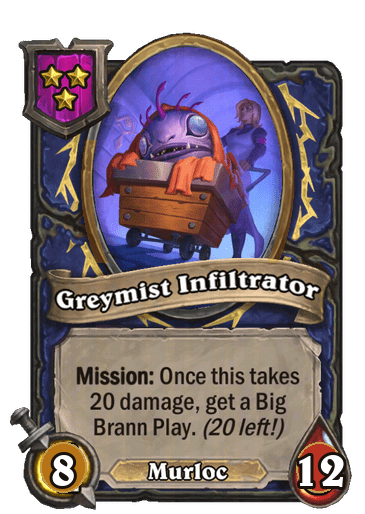 Greymist Infiltrator
Mission: Once this takes
20 damage, get a Big
Brann Play. (20 left!)
8
Murloc
12